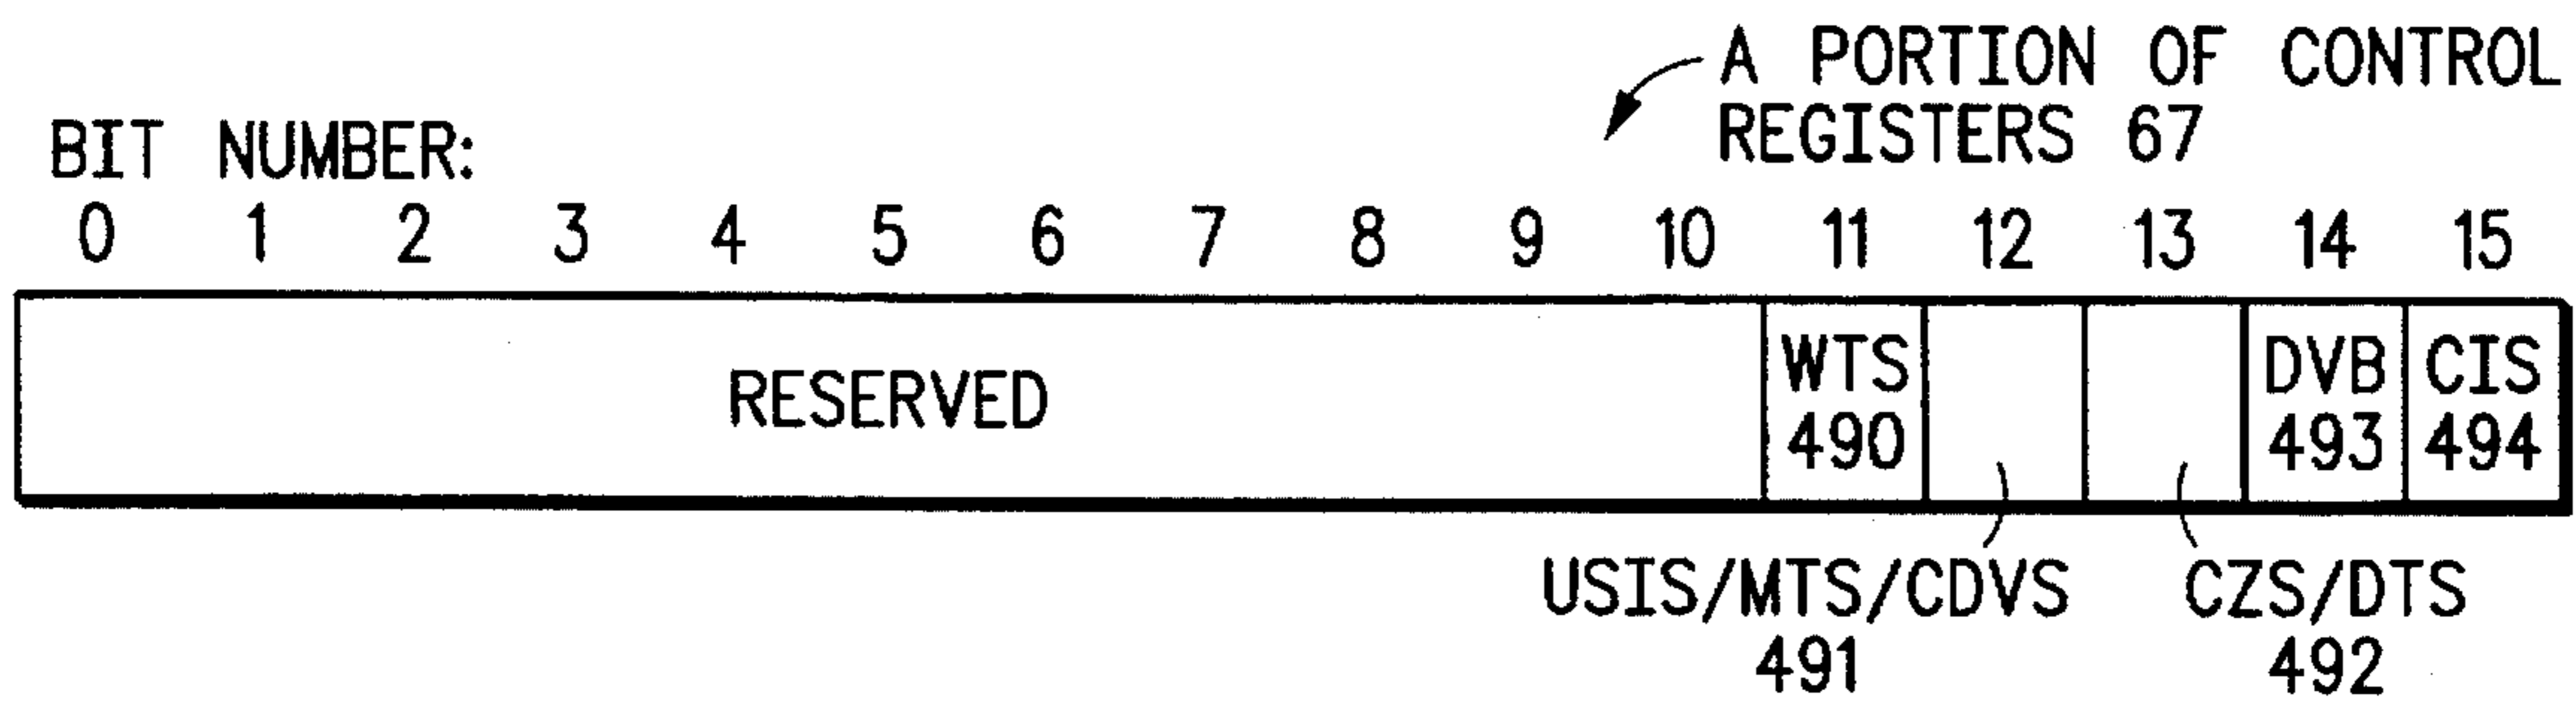 A PORTION OF CONTROL
REGISTERS 67
BIT NUMBER:
0 1 2 3 4 5 6 7 8 9 10 11 12 13 14 15
RESERVED
WTS
490
DVB
493
CIS
494
USIS/MTS/CDVS
491
CZS/DTS
492